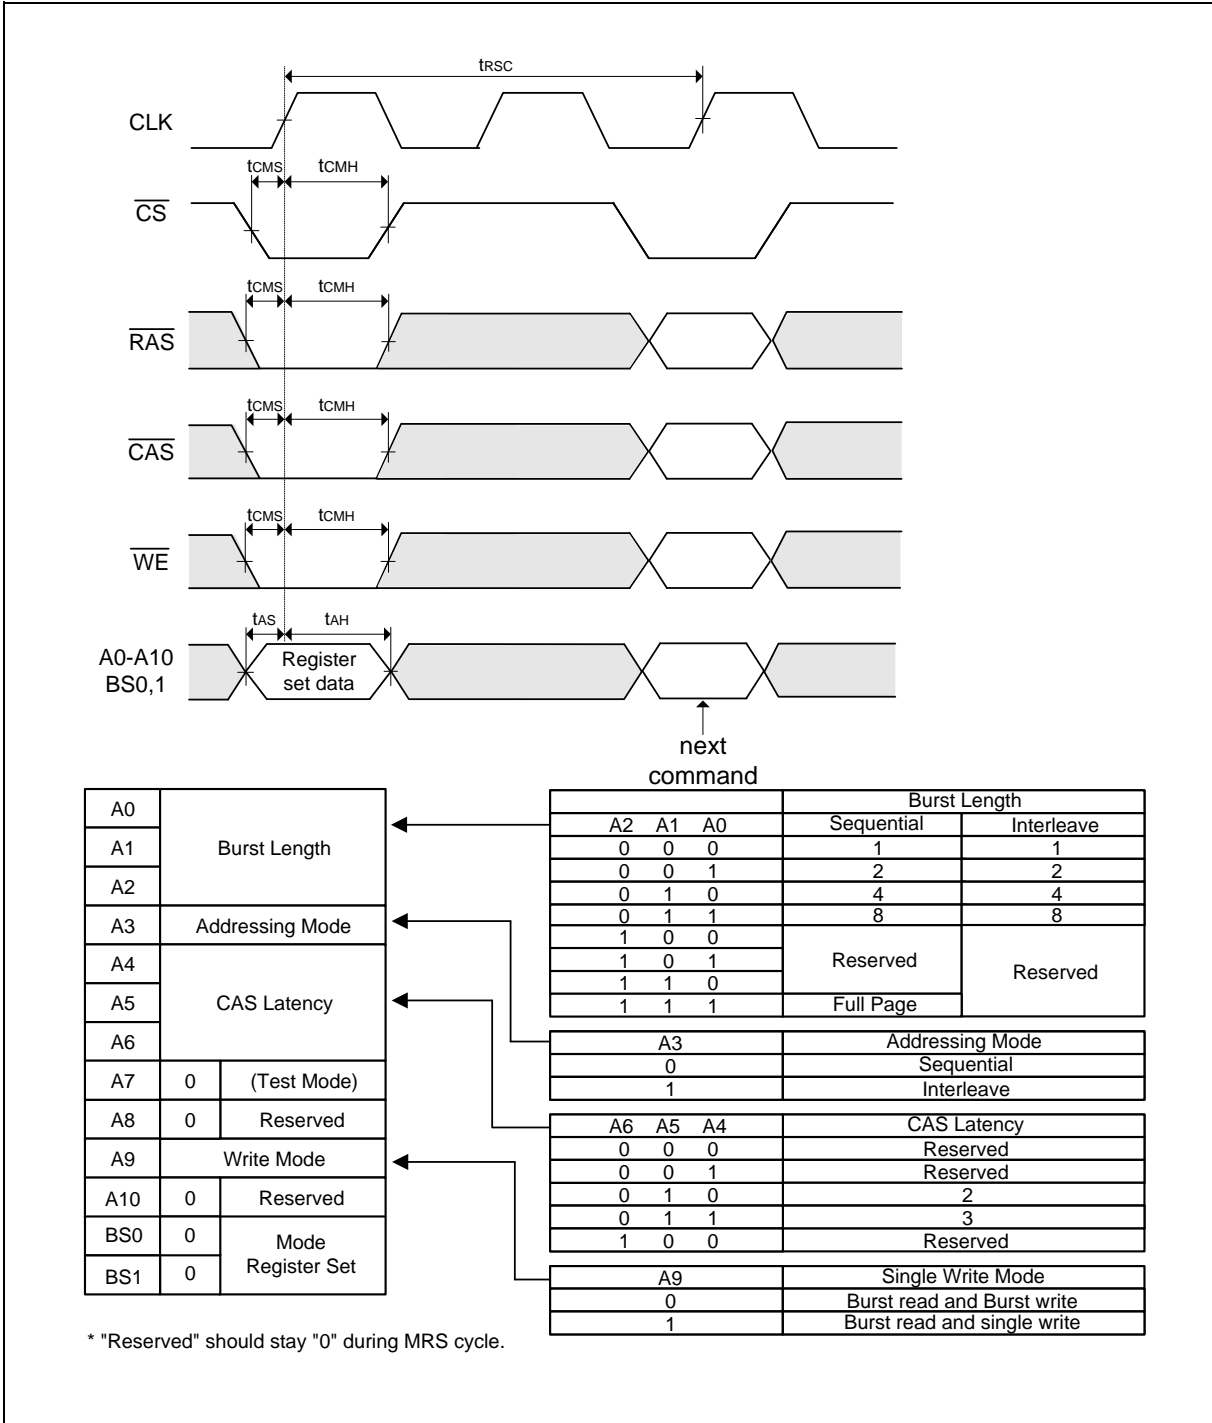 tRSC
CLK
tCMS tCMH
CS
tCMS tCMH
RAS
tCMS tCMH
CAS
tCMS tCMH
WE
tAS tAH
A0-A10
BS0,1
Register
set data
next
command
A0
A1 Burst Length
A2
A3 Addressing Mode
A4
A5 CAS Latency
A6
A7 0 (Test Mode)
A8 0 Reserved
A9 Write Mode
A10 0 Reserved
BS0 0 Mode
Register Set
BS1 0
Burst Length
A2 A1 A0 Sequential Interleave
0 0 0 1 1
0 0 1 2 2
0 1 0 4 4
0 1 1 8 8
1 0 0
1 0 1 Reserved Reserved
1 1 0
1 1 1 Full Page
A3 Addressing Mode
0 Sequential
1 Interleave
A6 A5 A4 CAS Latency
0 0 0 Reserved
0 0 1 Reserved
0 1 0 2
0 1 1 3
1 0 0 Reserved
A9 Single Write Mode
0 Burst read and Burst write
1 Burst read and single write
* "Reserved" should stay "0" during MRS cycle.